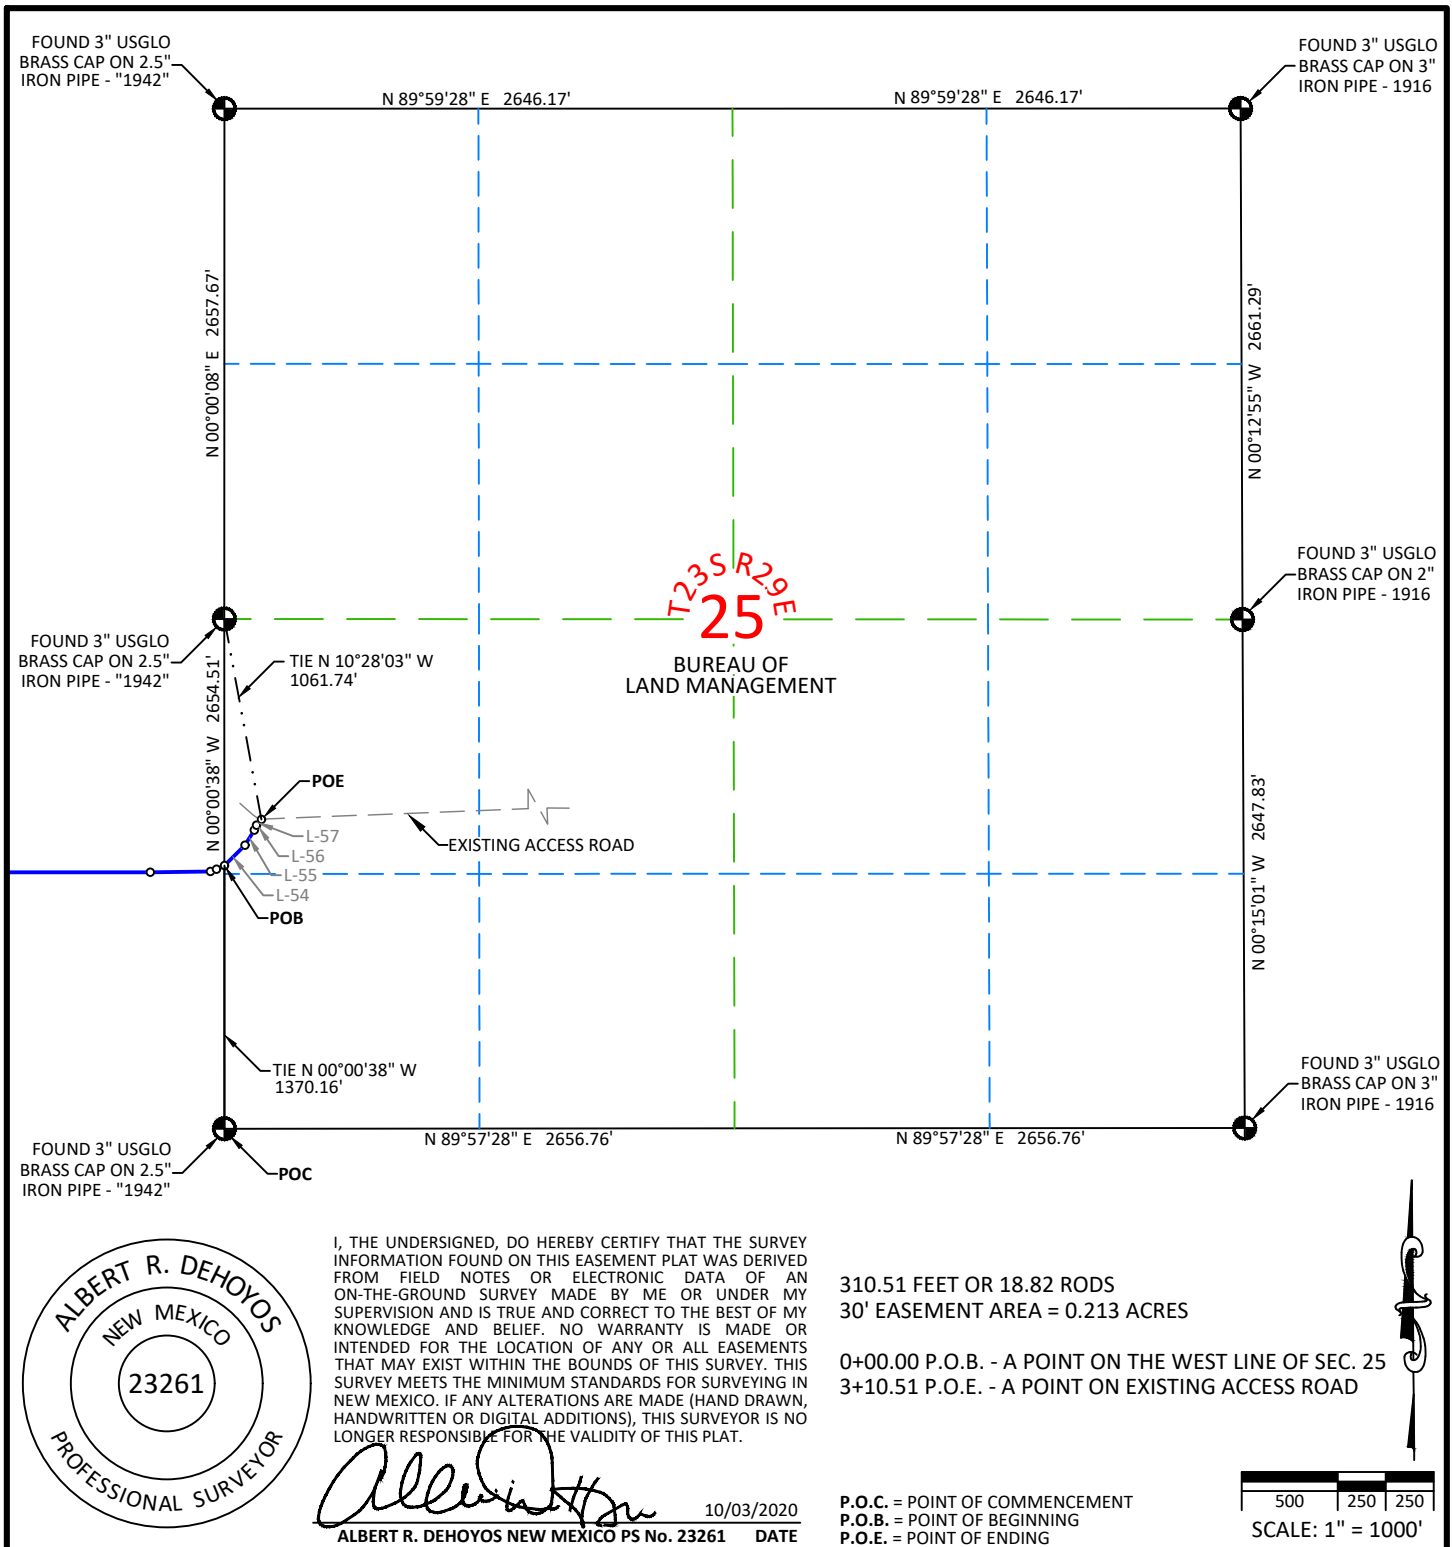 FOUND 3" USGLO
BRASS CAP ON 2.5"
IRON PIPE - "1942"
FOUND 3" USGLO
BRASS CAP ON 3"
IRON PIPE - 1916
N 89°59'28" E 2646.17'
N 89°59'28" E 2646.17'
N 00°00'08" E 2657.67'
N 00°12'55" W 2661.29'
T23S R29E
25
BUREAU OF
LAND MANAGEMENT
FOUND 3" USGLO
BRASS CAP ON 2"
IRON PIPE - 1916
FOUND 3" USGLO
BRASS CAP ON 2.5"
IRON PIPE - "1942"
TIE N 10°28'03" W
1061.74'
N 00°00'38" W 2654.51'
POE
L-57
L-56
L-55
L-54
POB
EXISTING ACCESS ROAD
N 00°15'01" W 2647.83'
TIE N 00°00'38" W
1370.16'
FOUND 3" USGLO
BRASS CAP ON 3"
IRON PIPE - 1916
N 89°57'28" E 2656.76'
N 89°57'28" E 2656.76'
FOUND 3" USGLO
BRASS CAP ON 2.5"
IRON PIPE - "1942"
POC
ALBERT R. DEHOYOS
NEW MEXICO
23261
PROFESSIONAL SURVEYOR
I, THE UNDERSIGNED, DO HEREBY CERTIFY THAT THE SURVEY
INFORMATION FOUND ON THIS EASEMENT PLAT WAS DERIVED
FROM FIELD NOTES OR ELECTRONIC DATA OF AN
ON-THE-GROUND SURVEY MADE BY ME OR UNDER MY
SUPERVISION AND IS TRUE AND CORRECT TO THE BEST OF MY
KNOWLEDGE AND BELIEF. NO WARRANTY IS MADE OR
INTENDED FOR THE LOCATION OF ANY OR ALL EASEMENTS
THAT MAY EXIST WITHIN THE BOUNDS OF THIS SURVEY. THIS
SURVEY MEETS THE MINIMUM STANDARDS FOR SURVEYING IN
NEW MEXICO. IF ANY ALTERATIONS ARE MADE (HAND DRAWN,
HANDWRITTEN OR DIGITAL ADDITIONS), THIS SURVEYOR IS NO
LONGER RESPONSIBLE FOR THE VALIDITY OF THIS PLAT.
10/03/2020
ALBERT R. DEHOYOS NEW MEXICO PS No. 23261 DATE
310.51 FEET OR 18.82 RODS
30' EASEMENT AREA = 0.213 ACRES
0+00.00 P.O.B. - A POINT ON THE WEST LINE OF SEC. 25
3+10.51 P.O.E. - A POINT ON EXISTING ACCESS ROAD
P.O.C. = POINT OF COMMENCEMENT
P.O.B. = POINT OF BEGINNING
P.O.E. = POINT OF ENDING
500 250 250
SCALE: 1" = 1000'